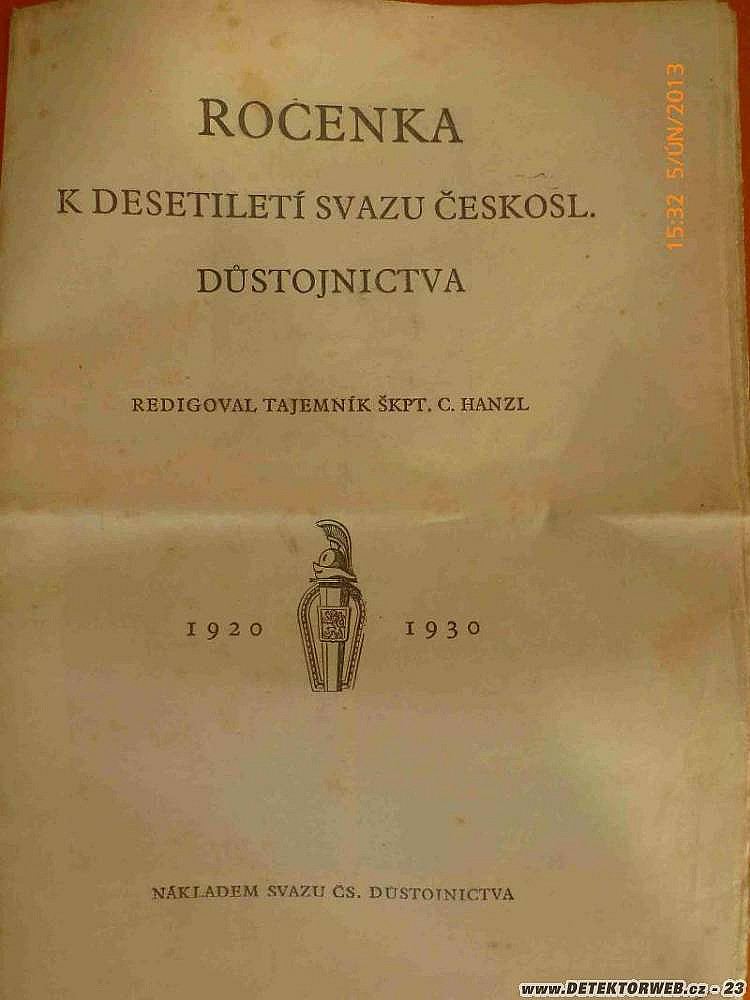 ROČENKA
K DESETILETÍ SVAZU ČESKOSL.
DŮSTOJNICTVA
REDIGOVAL TAJEMNÍK ŠKPT. C. HANZL
1920 1930
NÁKLADEM SVAZU ČS. DŮSTOJNICTVA
15:32 5/ÚN/2013
www.DETEKTORWEB.cz - 23